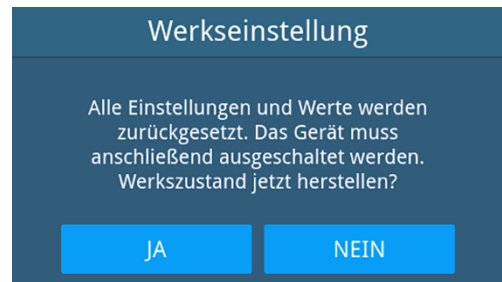 Werkseinstellung
Alle Einstellungen und Werte werden
zurückgesetzt. Das Gerät muss
anschließend ausgeschaltet werden.
Werkszustand jetzt herstellen?
JA NEIN